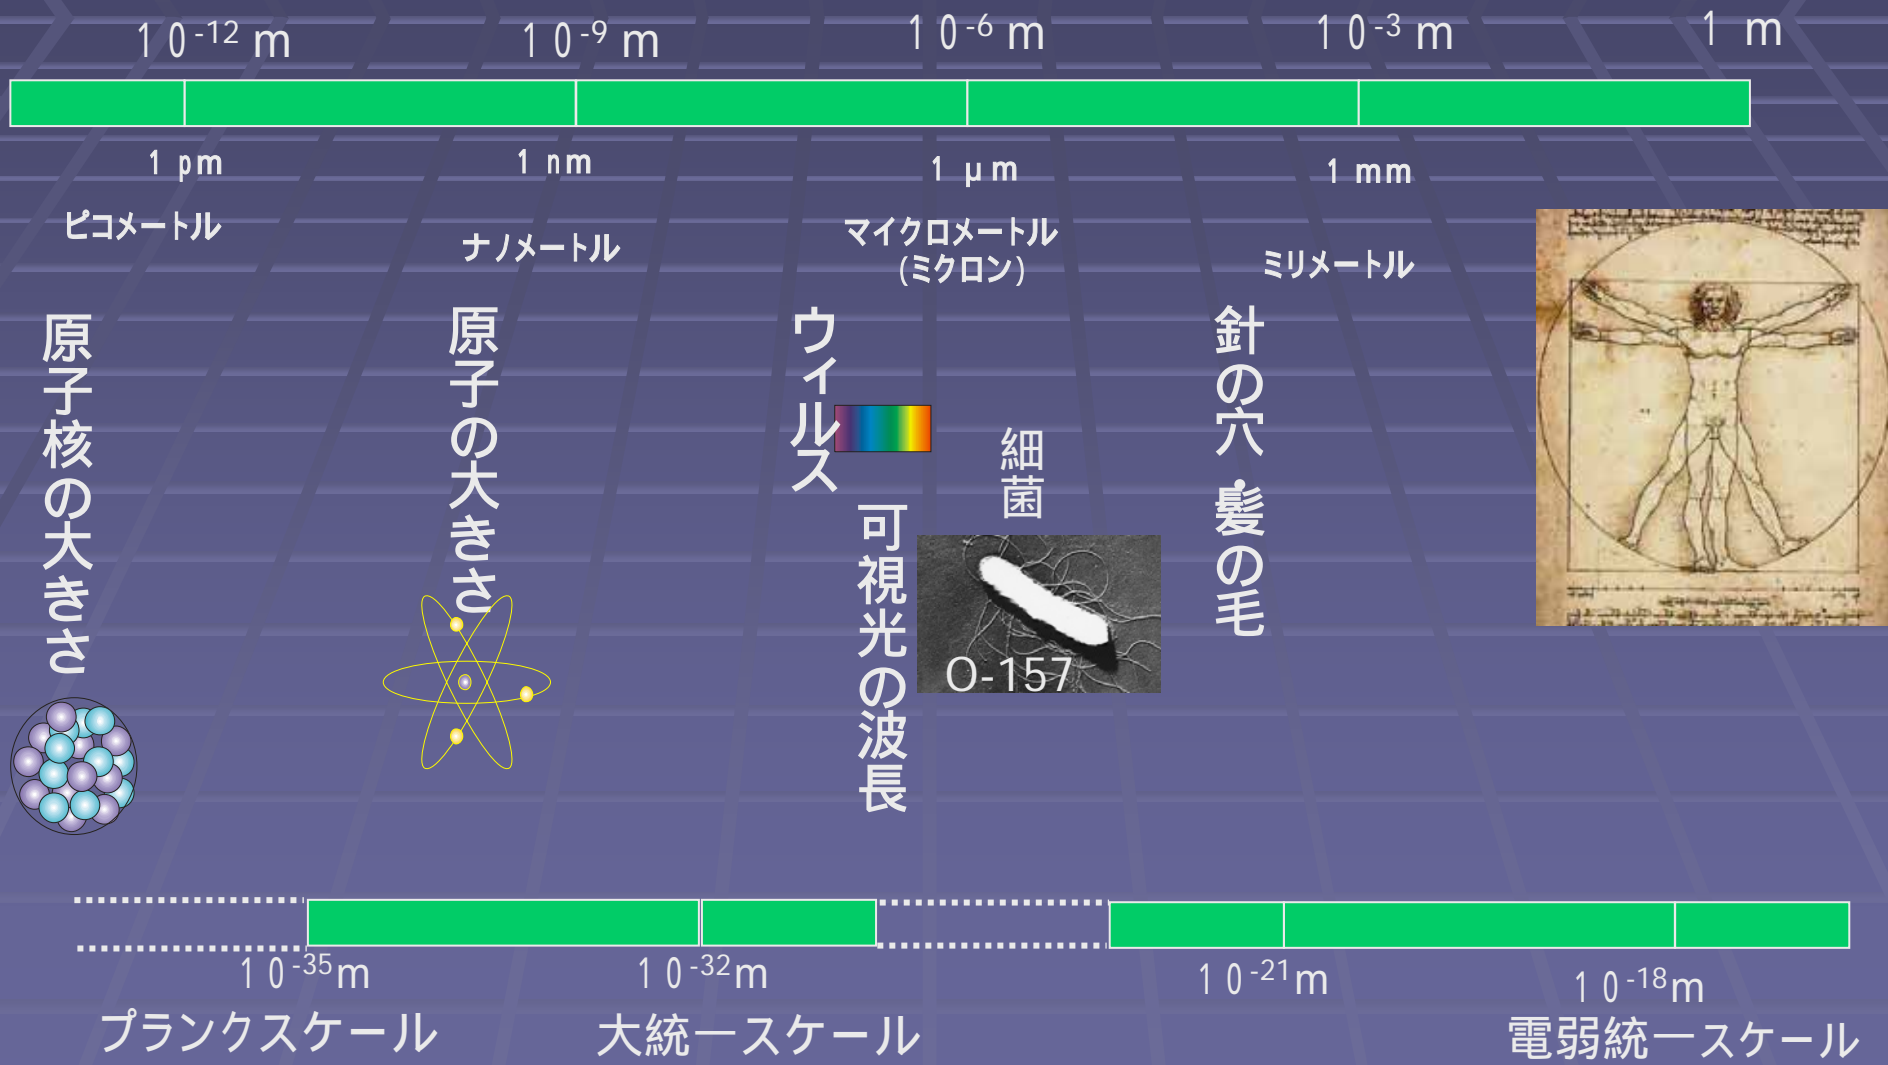 10-12 m
10-9 m
10-6 m
10-3 m
1 m
1 pm
1 nm
1 μm
1 mm
ピコメートル
ナノメートル
マイクロメートル
(ミクロン)
ミリメートル
原子核の大きさ
原子の大きさ
ウィルス
可視光の波長
細菌
O-157
針の穴・髪の毛
10-35m
10-32m
10-21m
10-18m
プランクスケール
大統一スケール
電弱統一スケール